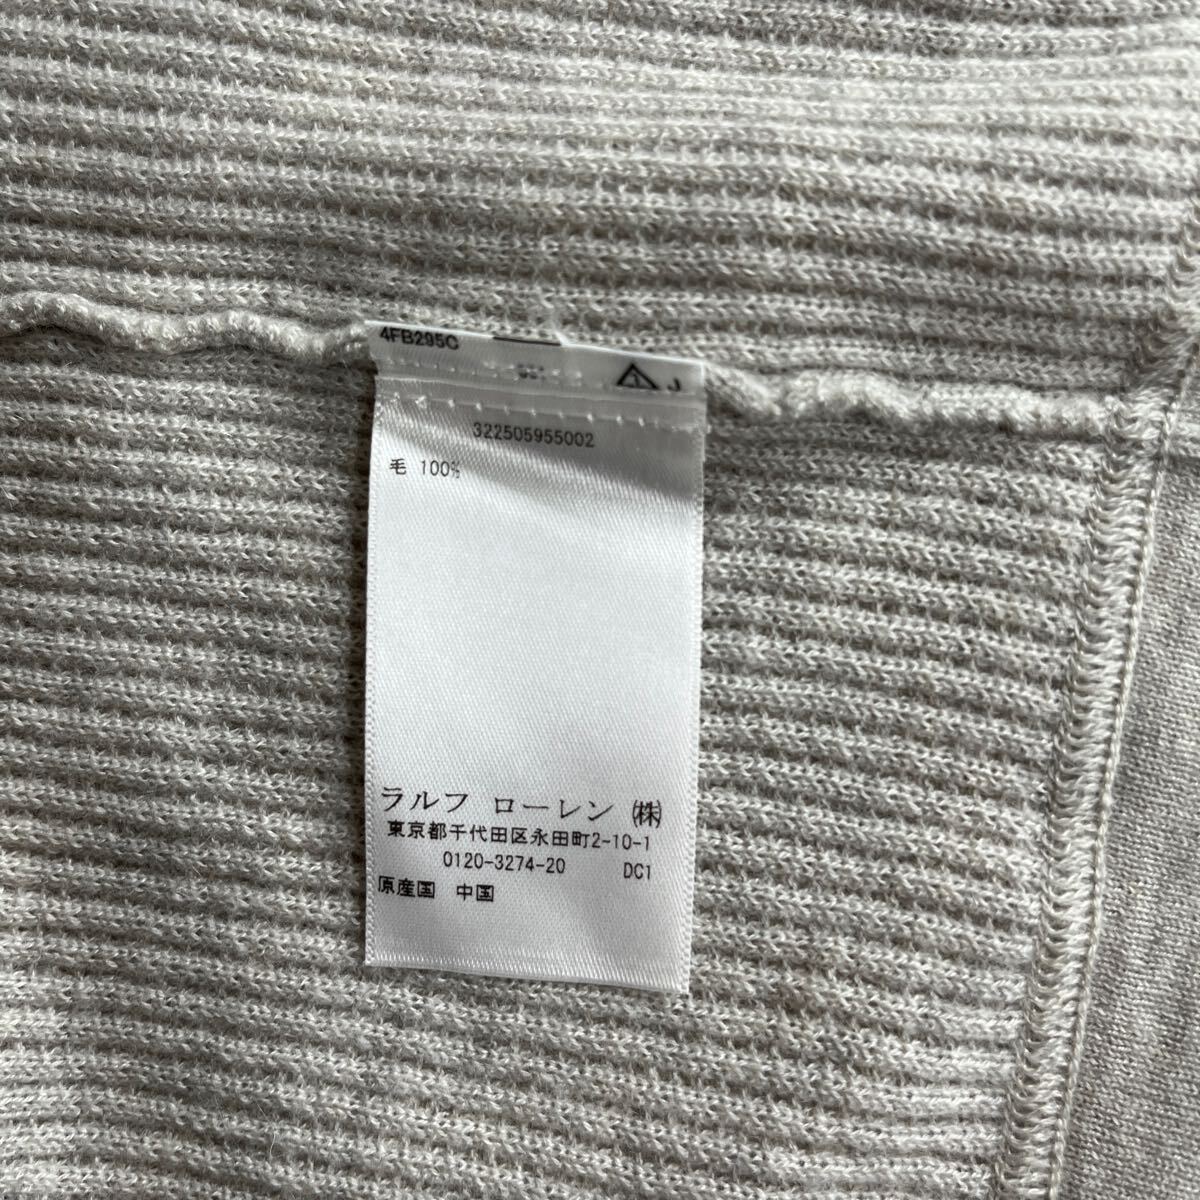 4FB295C
J
322505955002
毛 100%
ラルフ ローレン ㈱
東京都千代田区永田町2-10-1
0120-3274-20 DC1
原産国 中国